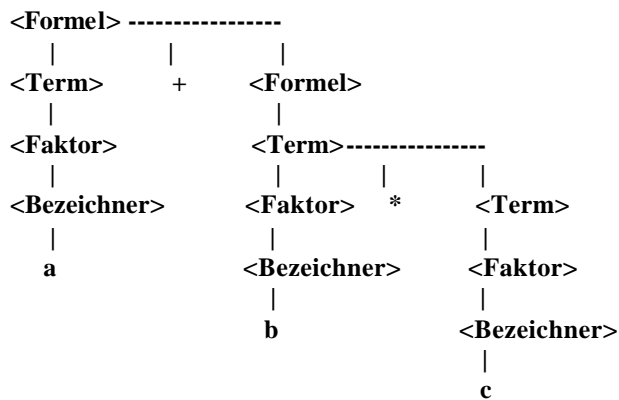 <Formel> -----------------
| | |
<Term> + <Formel>
| |
<Faktor> <Term>----------------
| | | |
<Bezeichner> <Faktor> * <Term>
| | |
a <Bezeichner> <Faktor>
| |
b <Bezeichner>
|
c